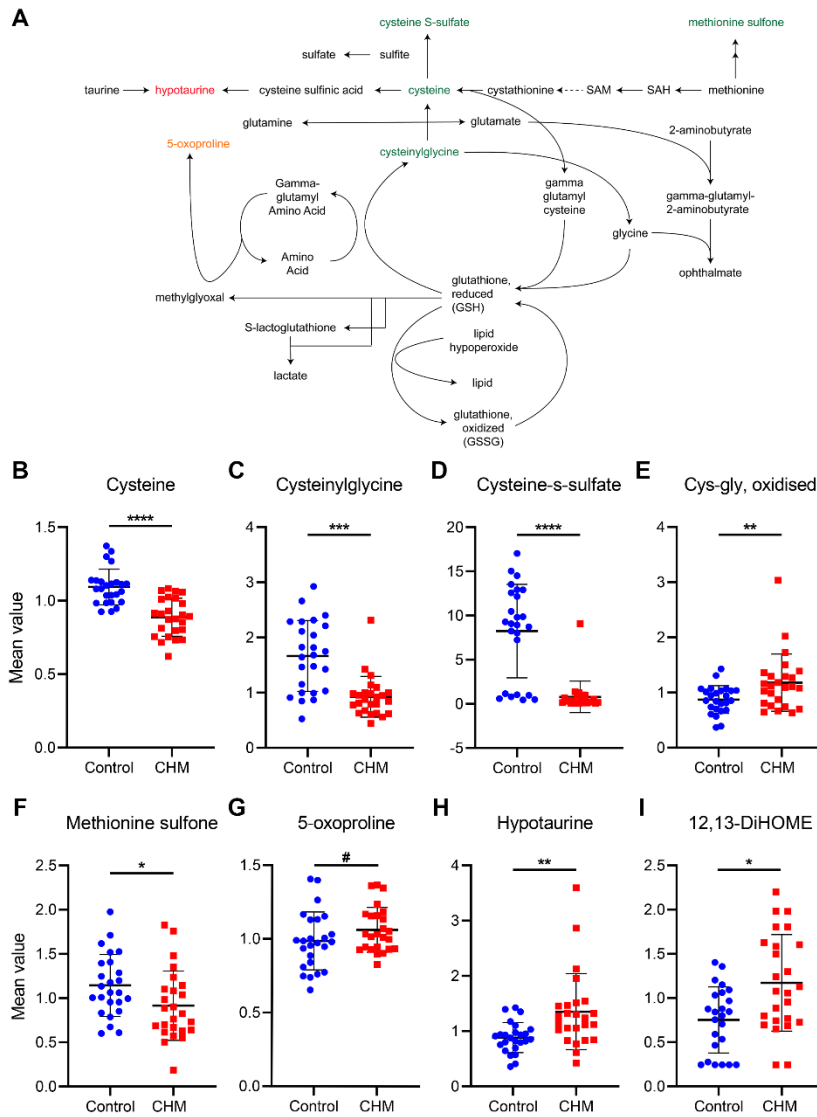 A
cysteine S-sulfate
methionine sulfone
sulfate
sulfite
taurine
hypotaurine
cysteine sulfinic acid
cysteine
cystathionine
SAM
SAH
methionine
glutamine
glutamate
2-aminobutyrate
5-oxoproline
cysteinylglycine
Gamma-
glutamyl
Amino Acid
gamma
glutamyl
cysteine
gamma-glutamyl-
2-aminobutyrate
glycine
Amino
Acid
ophthalmate
methylglyoxal
glutathione,
reduced
(GSH)
S-lactoglutathione
lipid
hypoperoxide
lactate
lipid
glutathione,
oxidized
(GSSG)
B
Cysteine
Mean value
1.5
1.0
0.5
0.0
****
Control
CHM
C
Cysteinylglycine
4
3
2
1
0
***
Control
CHM
D
Cysteine-s-sulfate
20
15
10
5
0
-5
****
Control
CHM
E
Cys-gly, oxidised
4
3
2
1
0
**
Control
CHM
F
Methionine sulfone
Mean value
2.5
2.0
1.5
1.0
0.5
0.0
*
Control
CHM
G
5-oxoproline
1.5
1.0
0.5
0.0
#
Control
CHM
H
Hypotaurine
4
3
2
1
0
**
Control
CHM
I
12,13-DiHOME
2.5
2.0
1.5
1.0
0.5
0.0
*
Control
CHM